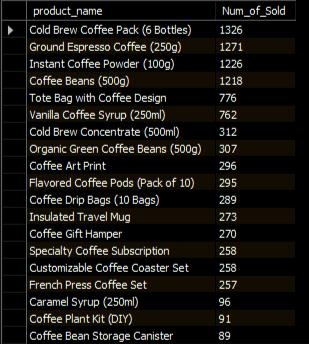 product_name Num_of_Sold
Cold Brew Coffee Pack (6 Bottles) 1326
Ground Espresso Coffee (250g) 1271
Instant Coffee Powder (100g) 1226
Coffee Beans (500g) 1218
Tote Bag with Coffee Design 776
Vanilla Coffee Syrup (250ml) 762
Cold Brew Concentrate (500ml) 312
Organic Green Coffee Beans (500g) 307
Coffee Art Print 296
Flavored Coffee Pods (Pack of 10) 295
Coffee Drip Bags (10 Bags) 289
Insulated Travel Mug 273
Coffee Gift Hamper 270
Specialty Coffee Subscription 258
Customizable Coffee Coaster Set 258
French Press Coffee Set 257
Caramel Syrup (250ml) 96
Coffee Plant Kit (DIY) 91
Coffee Bean Storage Canister 89